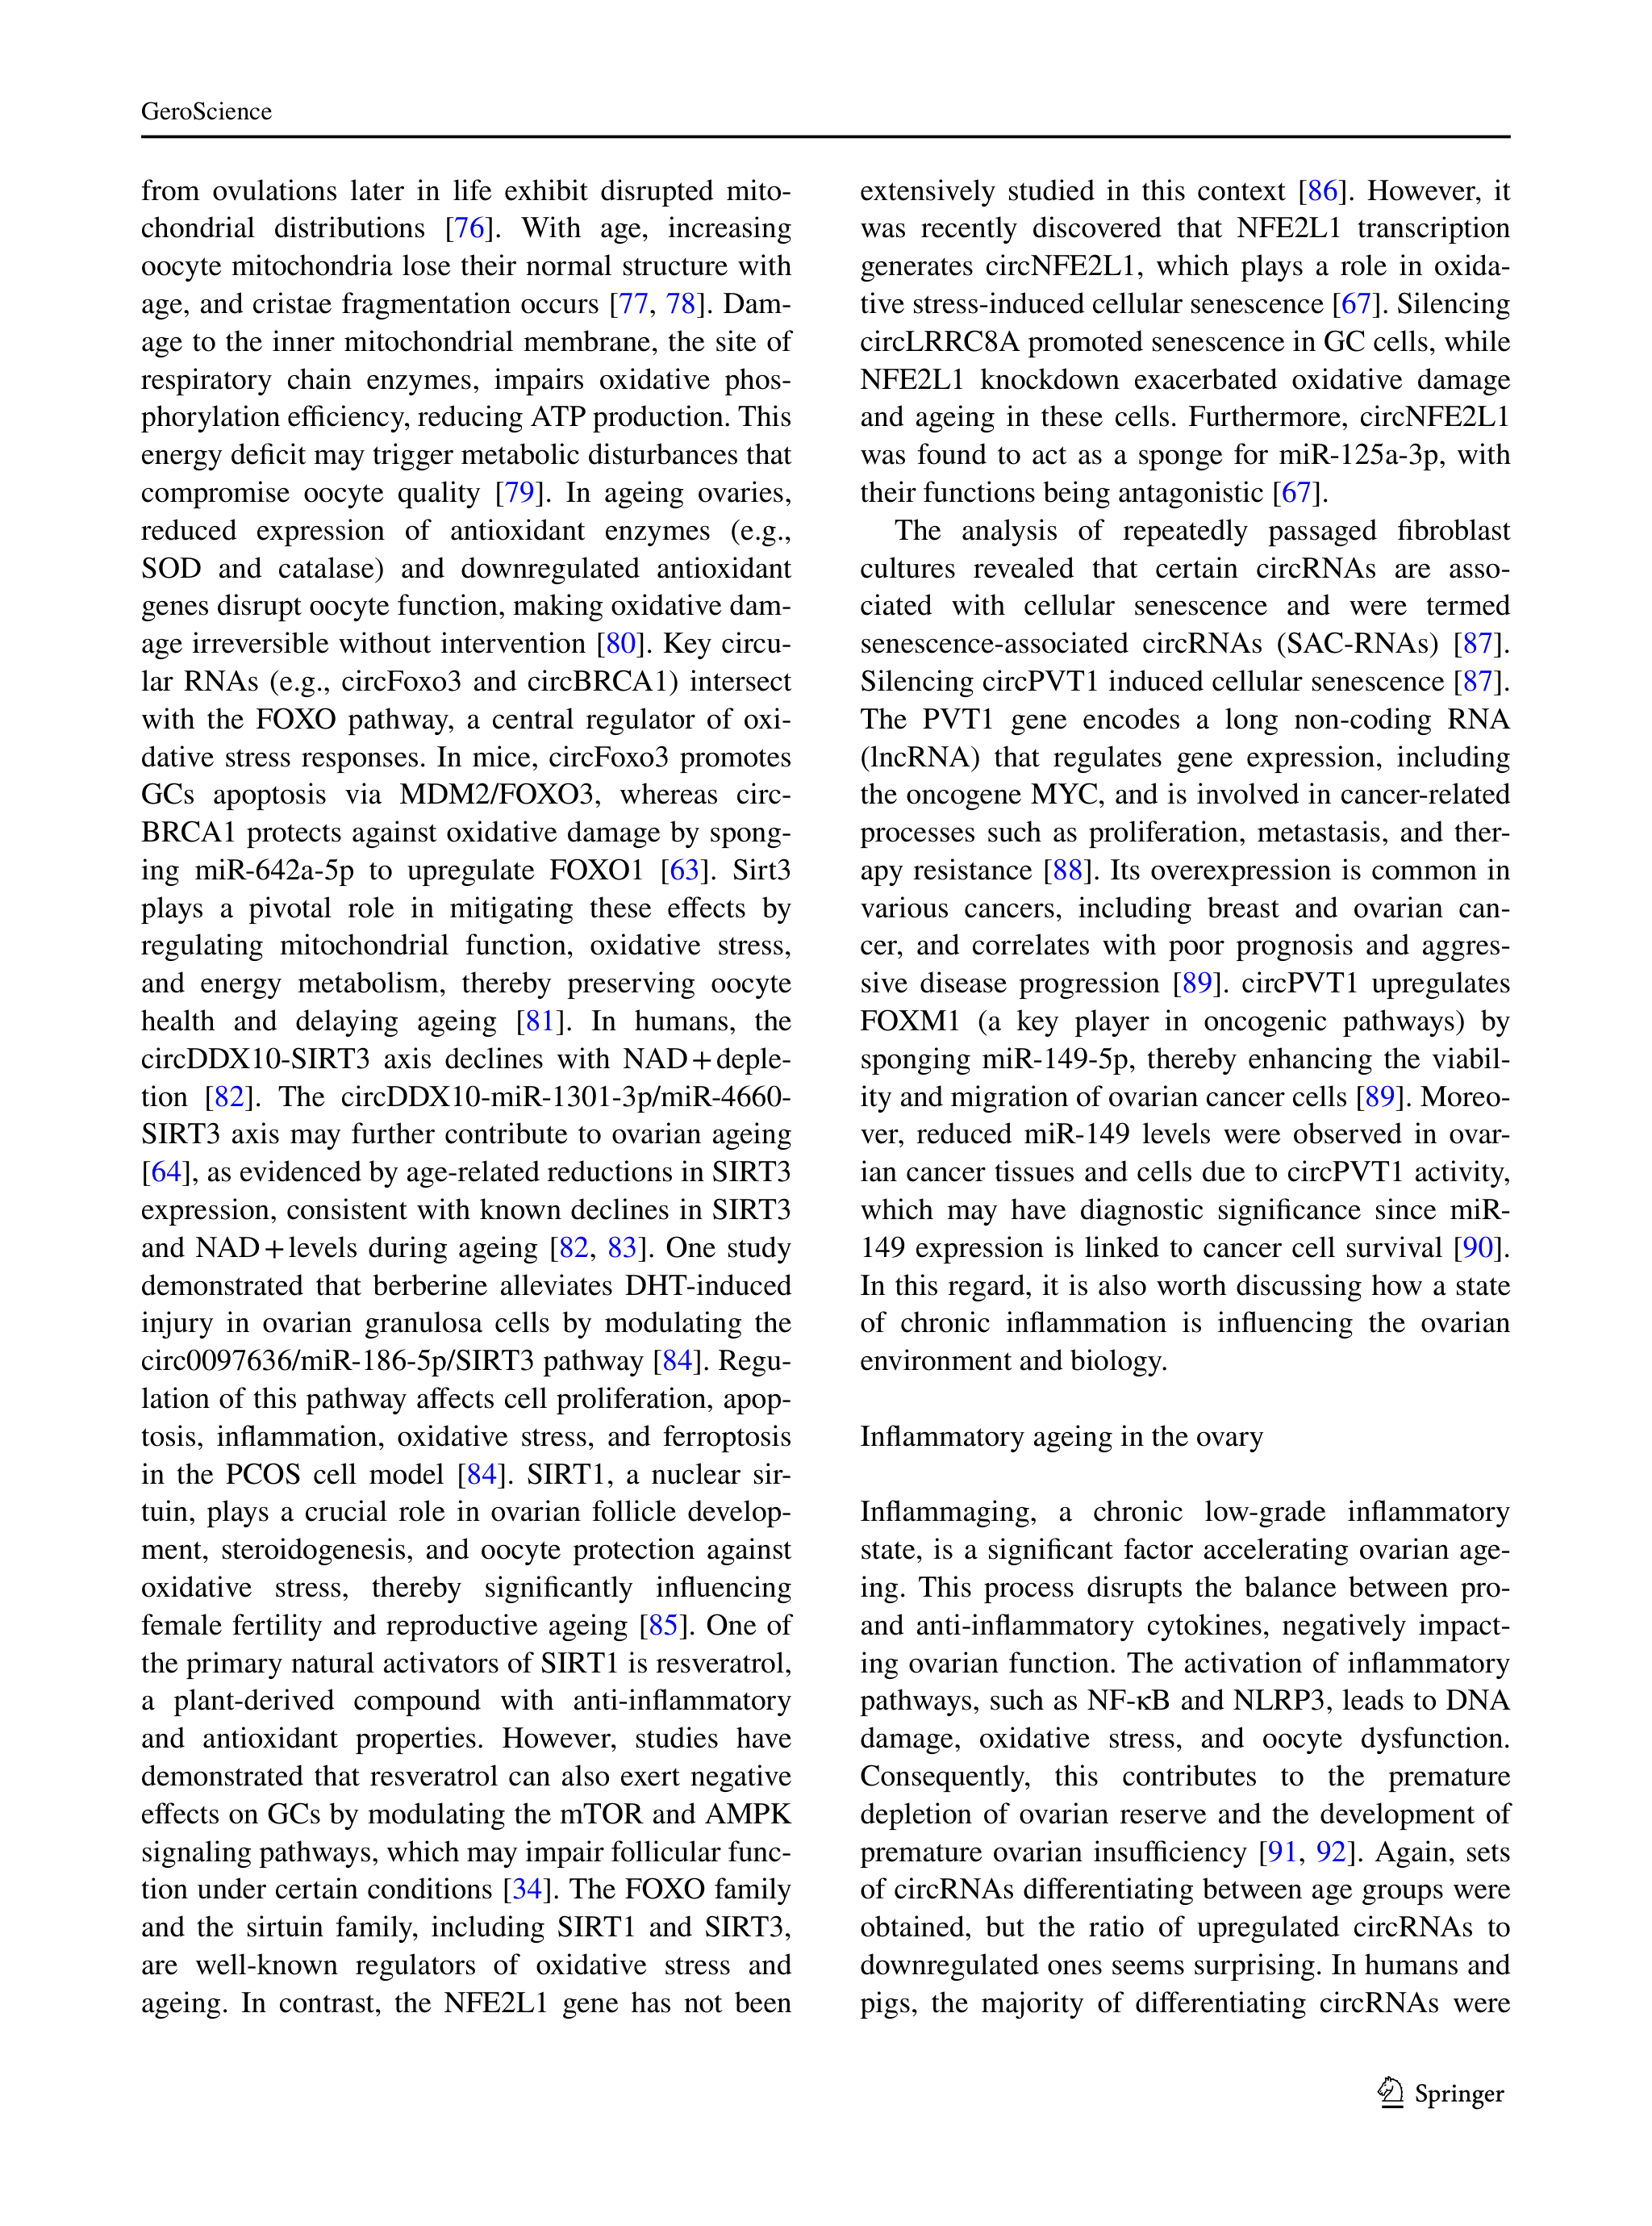 GeroScience
from ovulations later in life exhibit disrupted mito-
chondrial distributions [76]. With age, increasing
oocyte mitochondria lose their normal structure with
age, and cristae fragmentation occurs [77, 78]. Dam-
age to the inner mitochondrial membrane, the site of
respiratory chain enzymes, impairs oxidative phos-
phorylation efficiency, reducing ATP production. This
energy deficit may trigger metabolic disturbances that
compromise oocyte quality [79]. In ageing ovaries,
reduced expression of antioxidant enzymes (e.g.,
SOD and catalase) and downregulated antioxidant
genes disrupt oocyte function, making oxidative dam-
age irreversible without intervention [80]. Key circu-
lar RNAs (e.g., circFoxo3 and circBRCA1) intersect
with the FOXO pathway, a central regulator of oxi-
dative stress responses. In mice, circFoxo3 promotes
GCs apoptosis via MDM2/FOXO3, whereas circ-
BRCA1 protects against oxidative damage by spong-
ing miR-642a-5p to upregulate FOXO1 [63]. Sirt3
plays a pivotal role in mitigating these effects by
regulating mitochondrial function, oxidative stress,
and energy metabolism, thereby preserving oocyte
health and delaying ageing [81]. In humans, the
circDDX10-SIRT3 axis declines with NAD+deple-
tion [82]. The circDDX10-miR-1301-3p/miR-4660-
SIRT3 axis may further contribute to ovarian ageing
[64], as evidenced by age-related reductions in SIRT3
expression, consistent with known declines in SIRT3
and NAD+levels during ageing [82, 83]. One study
demonstrated that berberine alleviates DHT-induced
injury in ovarian granulosa cells by modulating the
circ0097636/miR-186-5p/SIRT3 pathway [84]. Regu-
lation of this pathway affects cell proliferation, apop-
tosis, inflammation, oxidative stress, and ferroptosis
in the PCOS cell model [84]. SIRT1, a nuclear sir-
tuin, plays a crucial role in ovarian follicle develop-
ment, steroidogenesis, and oocyte protection against
oxidative stress, thereby significantly influencing
female fertility and reproductive ageing [85]. One of
the primary natural activators of SIRT1 is resveratrol,
a plant-derived compound with anti-inflammatory
and antioxidant properties. However, studies have
demonstrated that resveratrol can also exert negative
effects on GCs by modulating the mTOR and AMPK
signaling pathways, which may impair follicular func-
tion under certain conditions [34]. The FOXO family
and the sirtuin family, including SIRT1 and SIRT3,
are well-known regulators of oxidative stress and
ageing. In contrast, the NFE2L1 gene has not been
extensively studied in this context [86]. However, it
was recently discovered that NFE2L1 transcription
generates circNFE2L1, which plays a role in oxida-
tive stress-induced cellular senescence [67]. Silencing
circLRRC8A promoted senescence in GC cells, while
NFE2L1 knockdown exacerbated oxidative damage
and ageing in these cells. Furthermore, circNFE2L1
was found to act as a sponge for miR-125a-3p, with
their functions being antagonistic [67].
The analysis of repeatedly passaged fibroblast
cultures revealed that certain circRNAs are asso-
ciated with cellular senescence and were termed
senescence-associated circRNAs (SAC-RNAs) [87].
Silencing circPVT1 induced cellular senescence [87].
The PVT1 gene encodes a long non-coding RNA
(lncRNA) that regulates gene expression, including
the oncogene MYC, and is involved in cancer-related
processes such as proliferation, metastasis, and ther-
apy resistance [88]. Its overexpression is common in
various cancers, including breast and ovarian can-
cer, and correlates with poor prognosis and aggres-
sive disease progression [89]. circPVT1 upregulates
FOXM1 (a key player in oncogenic pathways) by
sponging miR-149-5p, thereby enhancing the viabil-
ity and migration of ovarian cancer cells [89]. Moreo-
ver, reduced miR-149 levels were observed in ovar-
ian cancer tissues and cells due to circPVT1 activity,
which may have diagnostic significance since miR-
149 expression is linked to cancer cell survival [90].
In this regard, it is also worth discussing how a state
of chronic inflammation is influencing the ovarian
environment and biology.
Inflammatory ageing in the ovary
Inflammaging, a chronic low-grade inflammatory
state, is a significant factor accelerating ovarian age-
ing. This process disrupts the balance between pro-
and anti-inflammatory cytokines, negatively impact-
ing ovarian function. The activation of inflammatory
pathways, such as NF-κB and NLRP3, leads to DNA
damage, oxidative stress, and oocyte dysfunction.
Consequently, this contributes to the premature
depletion of ovarian reserve and the development of
premature ovarian insufficiency [91, 92]. Again, sets
of circRNAs differentiating between age groups were
obtained, but the ratio of upregulated circRNAs to
downregulated ones seems surprising. In humans and
pigs, the majority of differentiating circRNAs were
Springer